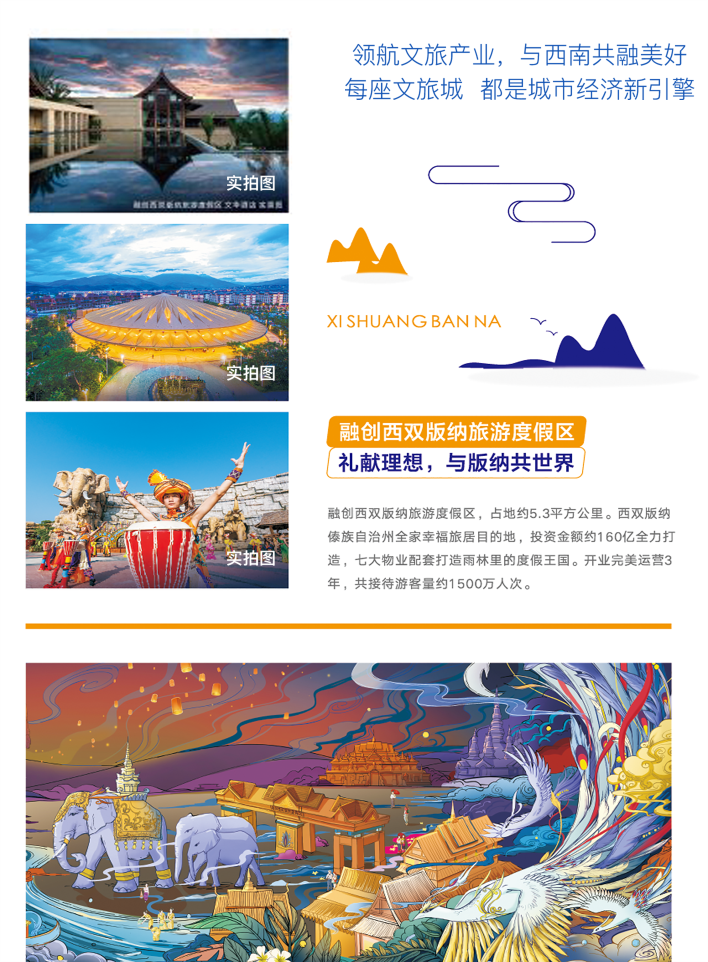 领航文旅产业，与西南共融美好
每座文旅城 都是城市经济新引擎
实拍图
融创西双版纳旅游度假区 文华酒店 实景图
实拍图
XI SHUANG BAN NA
实拍图
融创西双版纳旅游度假区
礼献理想，与版纳共世界
融创西双版纳旅游度假区，占地约5.3平方公里。西双版纳
傣族自治州全家幸福旅居目的地，投资金额约160亿全力打
造，七大物业配套打造雨林里的度假王国。开业完美运营3
年，共接待游客量约1500万人次。